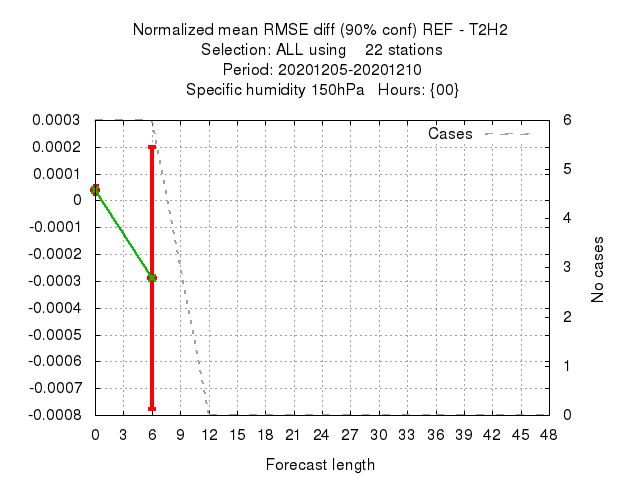 Normalized mean RMSE diff (90% conf) REF - T2H2
Selection: ALL using    22 stations
Period: 20201205-20201210
Specific humidity 150hPa   Hours: {00}
Cases
0.0003
0.0002
0.0001
0
-0.0001
-0.0002
-0.0003
-0.0004
-0.0005
-0.0006
-0.0007
-0.0008
6
5
4
3
2
1
0
No cases
0 3 6 9 12 15 18 21 24 27 30 33 36 39 42 45 48
Forecast length